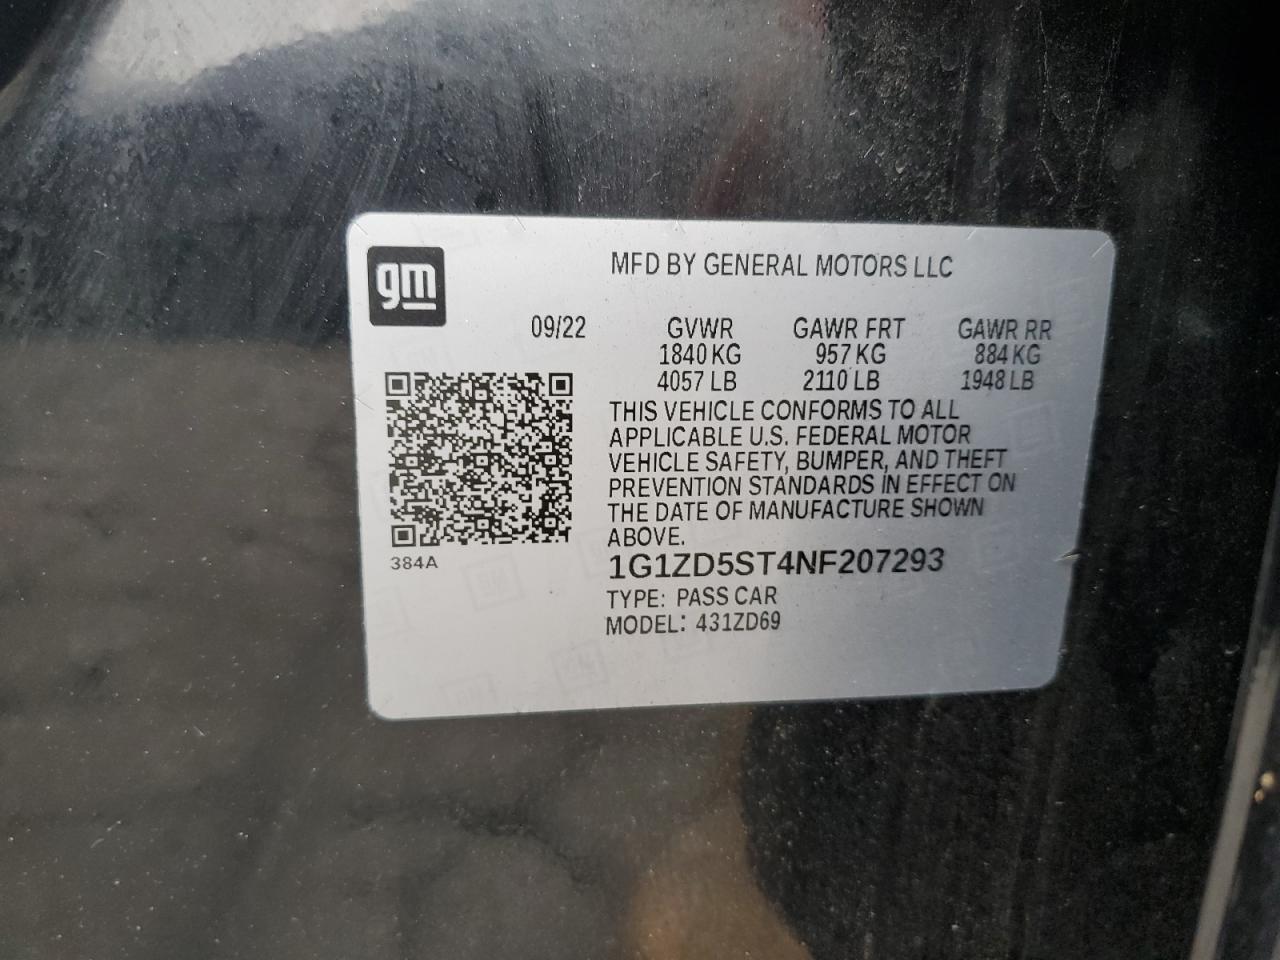 gm
MFD BY GENERAL MOTORS LLC
09/22 GVWR GAWR FRT GAWR RR
1840 KG 957 KG 884 KG
4057 LB 2110 LB 1948 LB
THIS VEHICLE CONFORMS TO ALL
APPLICABLE U.S. FEDERAL MOTOR
VEHICLE SAFETY, BUMPER, AND THEFT
PREVENTION STANDARDS IN EFFECT ON
THE DATE OF MANUFACTURE SHOWN
ABOVE.
384A
1G1ZD5ST4NF207293
TYPE: PASS CAR
MODEL: 431ZD69